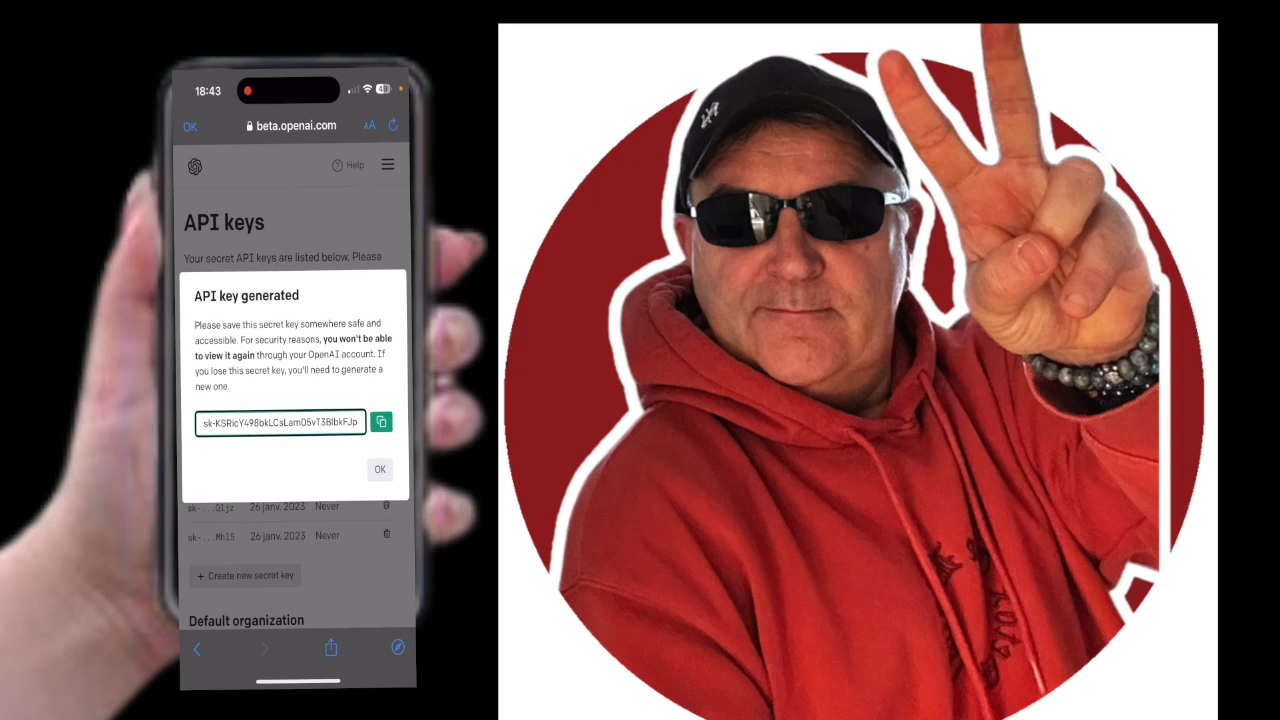 18:43
OK
beta.openai.com
AA
Help
API keys
Your secret API keys are listed below. Please
API key generated
Please save this secret key somewhere safe and
accessible. For security reasons, you won't be able
to view it again through your OpenAI account. If
you lose this secret key, you'll need to generate a
new one.
OK
26 janv. 2023 Never
sk-...Mhl5 26 janv. 2023 Never
+ Create new secret key
Default organization